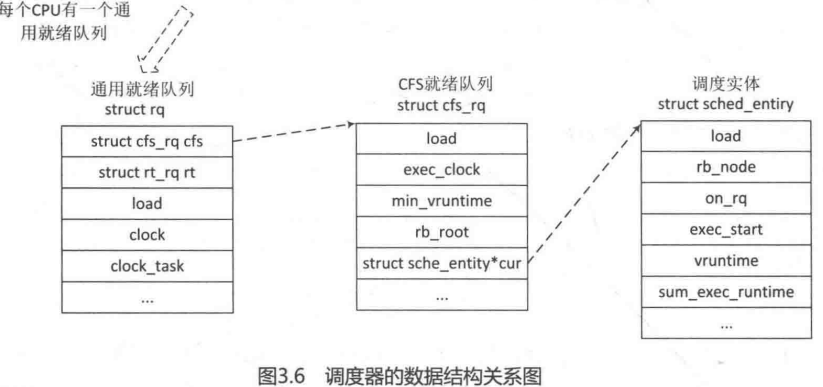 每个CPU有一个通
用就绪队列
通用就绪队列
struct rq
struct cfs_rq cfs
struct rt_rq rt
load
clock
clock_task
...
CFS就绪队列
struct cfs_rq
load
exec_clock
min_vruntime
rb_root
struct sche_entity*cur
...
调度实体
struct sched_entiry
load
rb_node
on_rq
exec_start
vruntime
sum_exec_runtime
...
图3.6 调度器的数据结构关系图